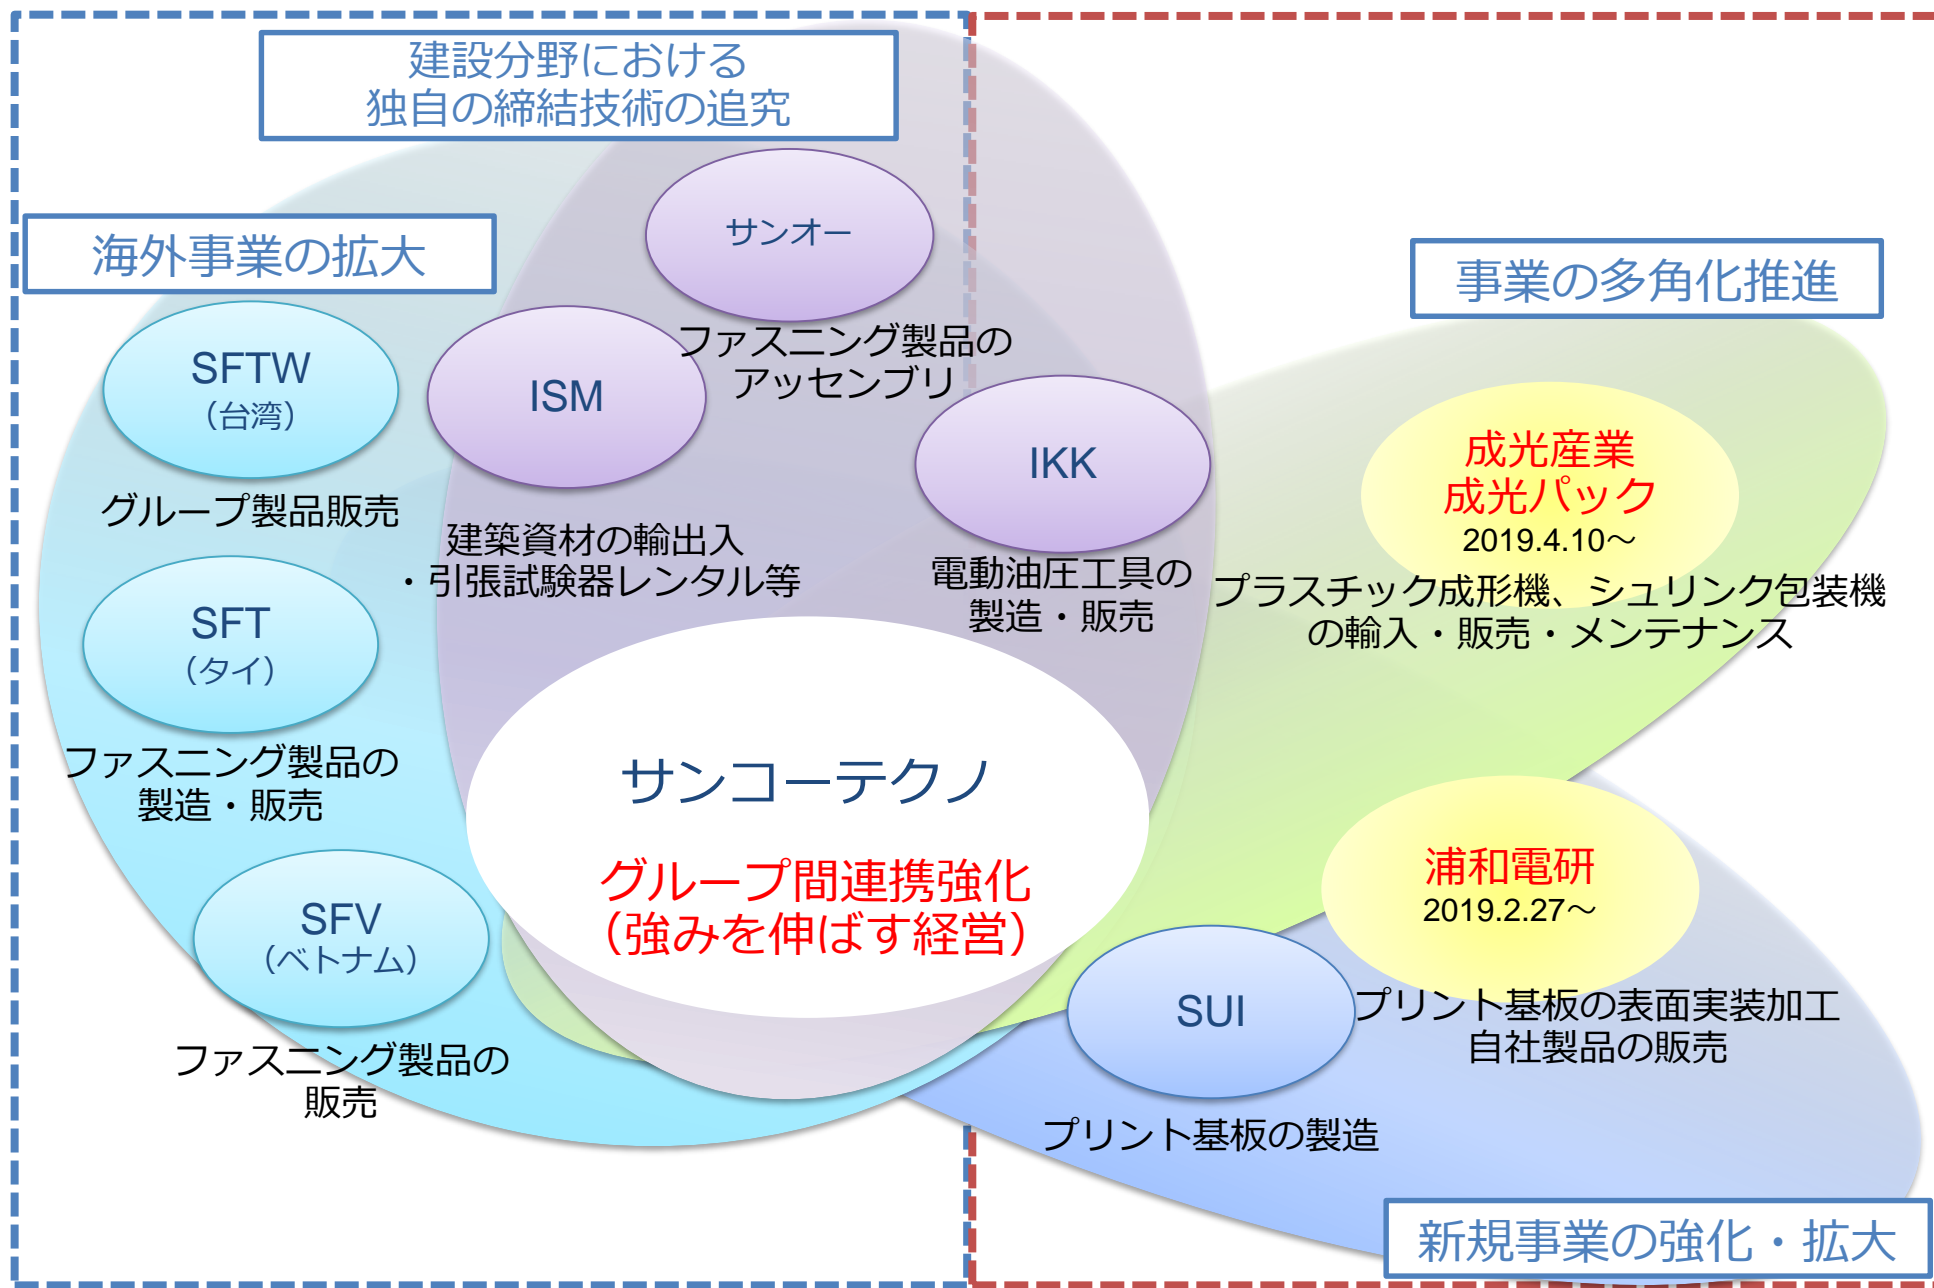 建設分野における
独自の締結技術の追究
海外事業の拡大
事業の多角化推進
サンオー
ファスニング製品の
アッセンブリ
SFTW
（台湾）
グループ製品販売
ISM
建築資材の輸出入
・引張試験器レンタル等
IKK
電動油圧工具の
製造・販売
成光産業
成光パック
2019.4.10～
プラスチック成形機、シュリンク包装機
の輸入・販売・メンテナンス
SFT
（タイ）
ファスニング製品の
製造・販売
サンコーテクノ
グループ間連携強化
（強みを伸ばす経営）
SFV
（ベトナム）
ファスニング製品の
販売
浦和電研
2019.2.27～
プリント基板の表面実装加工
自社製品の販売
SUI
プリント基板の製造
新規事業の強化・拡大